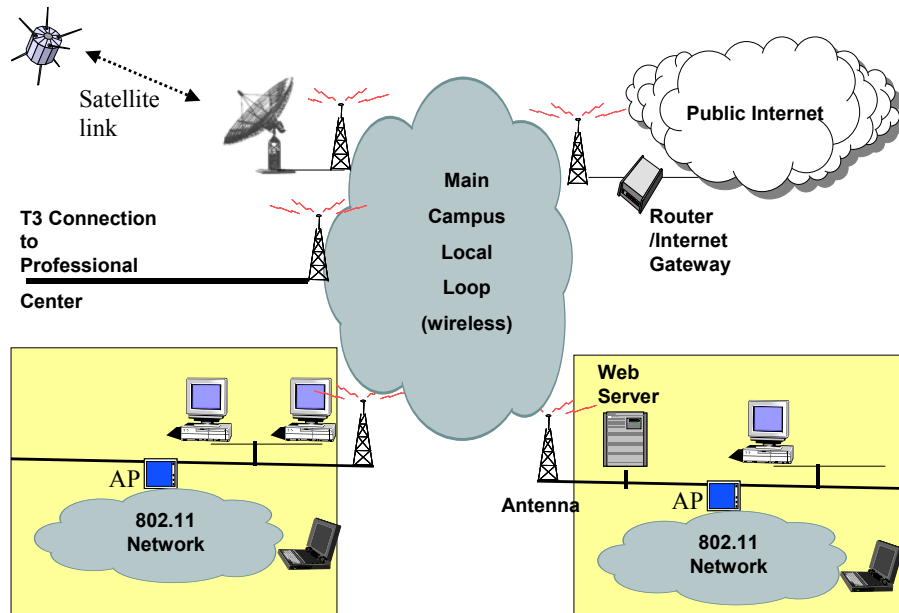 Satellite
link
Public Internet
Main
Campus
Local
Loop
(wireless)
Router
/Internet
Gateway
T3 Connection
to
Professional
Center
Web
Server
AP
802.11
Network
Antenna
AP
802.11
Network